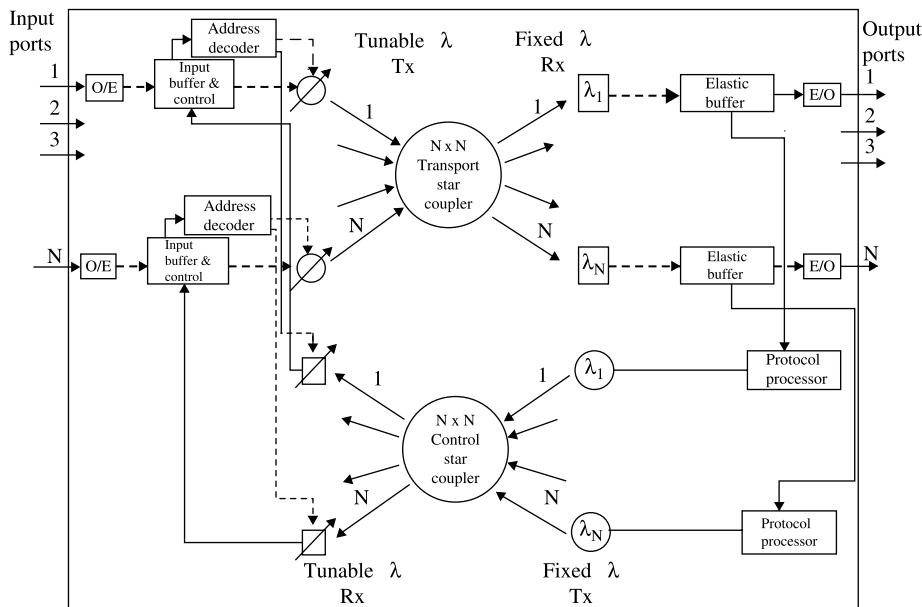 Input
ports
Address
decoder
Tunable λ
Tx
Fixed λ
Rx
Output
ports
1
O/E
Input
buffer &
control
1
1
λ1
Elastic
buffer
E/O
1
2
3
N x N
Transport
star
coupler
2
3
Address
decoder
N
N
N
O/E
Input
buffer &
control
λN
Elastic
buffer
E/O
N
1
1
λ1
Protocol
processor
N x N
Control
star
coupler
N
N
λN
Protocol
processor
Tunable λ
Rx
Fixed λ
Tx